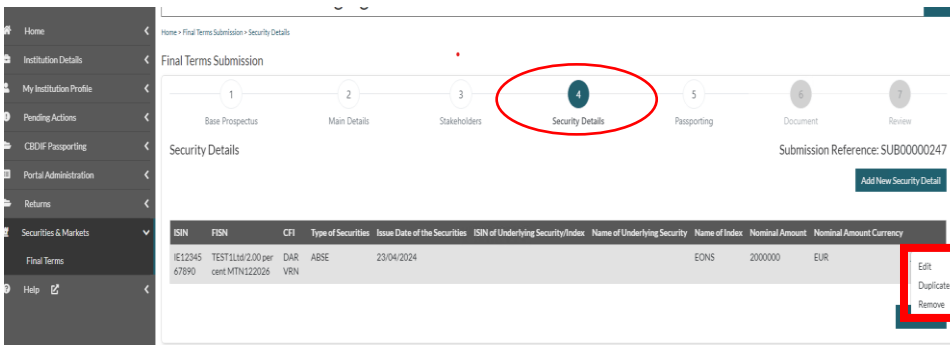 Home
Institution Details
My Institution Profile
Pending Actions
CBDIF Passporting
Portal Administration
Returns
Securities & Markets
Final Terms
Help
Home > Final Terms Submission > Security Details
Final Terms Submission
1 2 3 4 5 6 7
Base Prospectus Main Details Stakeholders Security Details Passporting Document Review
Security Details Submission Reference: SUB00000247
Add New Security Detail
ISIN FISN CFI Type of Securities Issue Date of the Securities ISIN of Underlying Security/Index Name of Underlying Security Name of Index Nominal Amount Nominal Amount Currency
IE12345 TEST1Ltd/2.00 per DAR ABSE 23/04/2024 EONS 2000000 EUR
67890 cent MTN122026 VRN
Edit
Duplicate
Remove